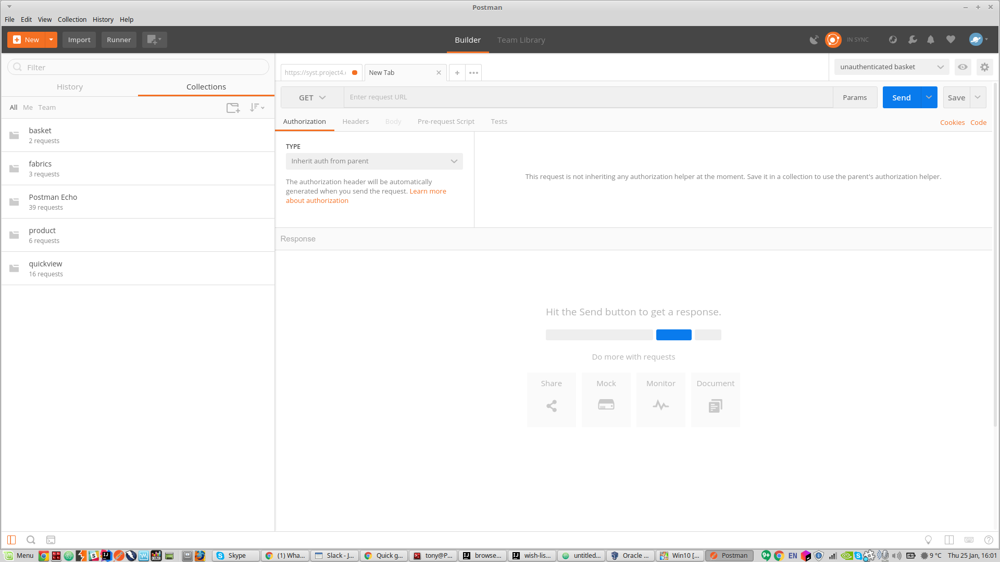 Postman
File Edit View Collection History Help
New Import Runner Builder Team Library IN SYNC
Filter
History Collections
All Me Team
basket
2 requests
fabrics
3 requests
Postman Echo
39 requests
product
6 requests
quickview
16 requests
https://syst.project4. New Tab + ••• unauthenticated basket
GET Enter request URL Params Send Save
Authorization Headers Body Pre-request Script Tests Cookies Code
TYPE
Inherit auth from parent
The authorization header will be automatically
generated when you send the request. Learn more
about authorization
This request is not inheriting any authorization helper at the moment. Save it in a collection to use the parent's authorization helper.
Response
Hit the Send button to get a response.
Do more with requests
Share Mock Monitor Document
Menu Skype (1) Wha... Slack - J... Quick g... tony@P... browse... wish-lis... untitled... Oracle ... Win10 [... Postman 9+ EN 9 °C Thu 25 Jan, 16:01